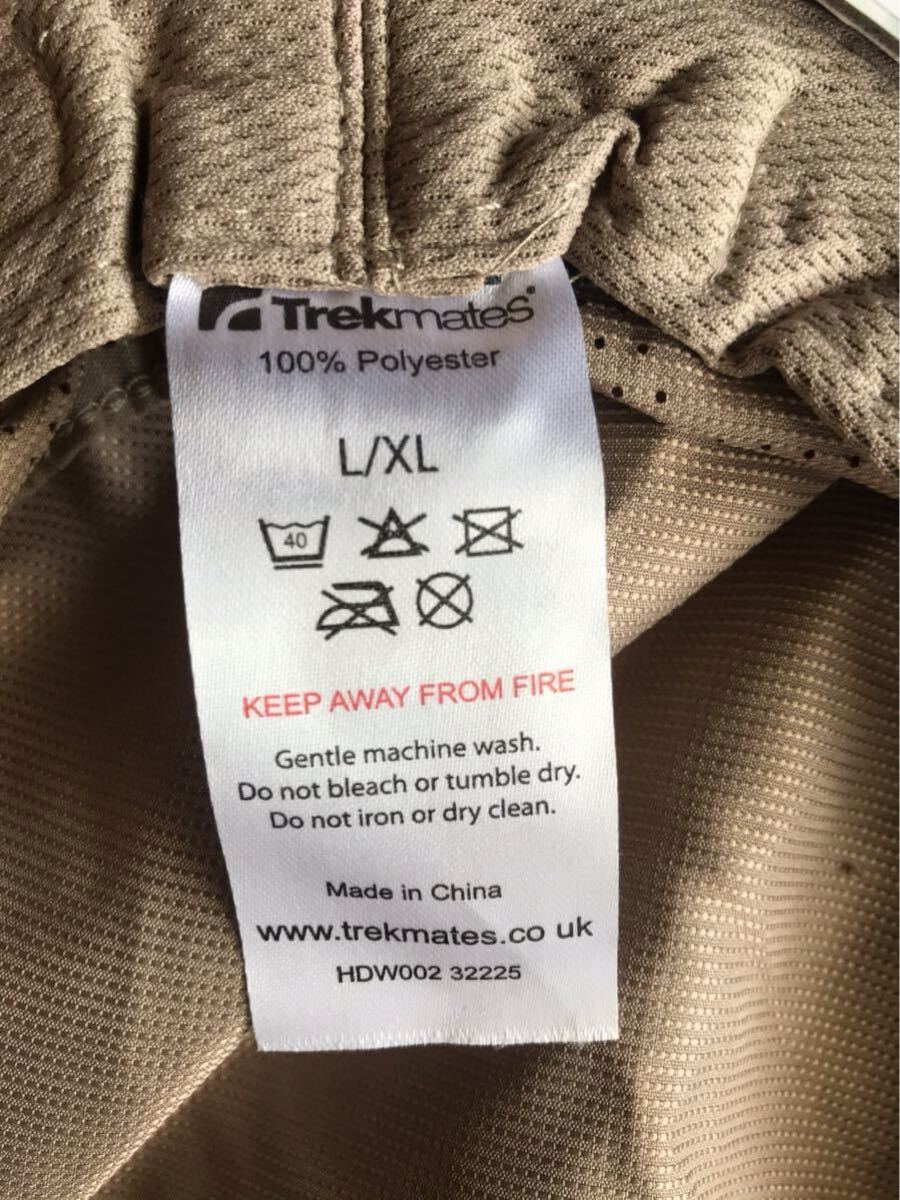 Trekmates
100% Polyester
L/XL
40
KEEP AWAY FROM FIRE
Gentle machine wash.
Do not bleach or tumble dry.
Do not iron or dry clean.
Made in China
www.trekmates.co uk
HDW002 32225